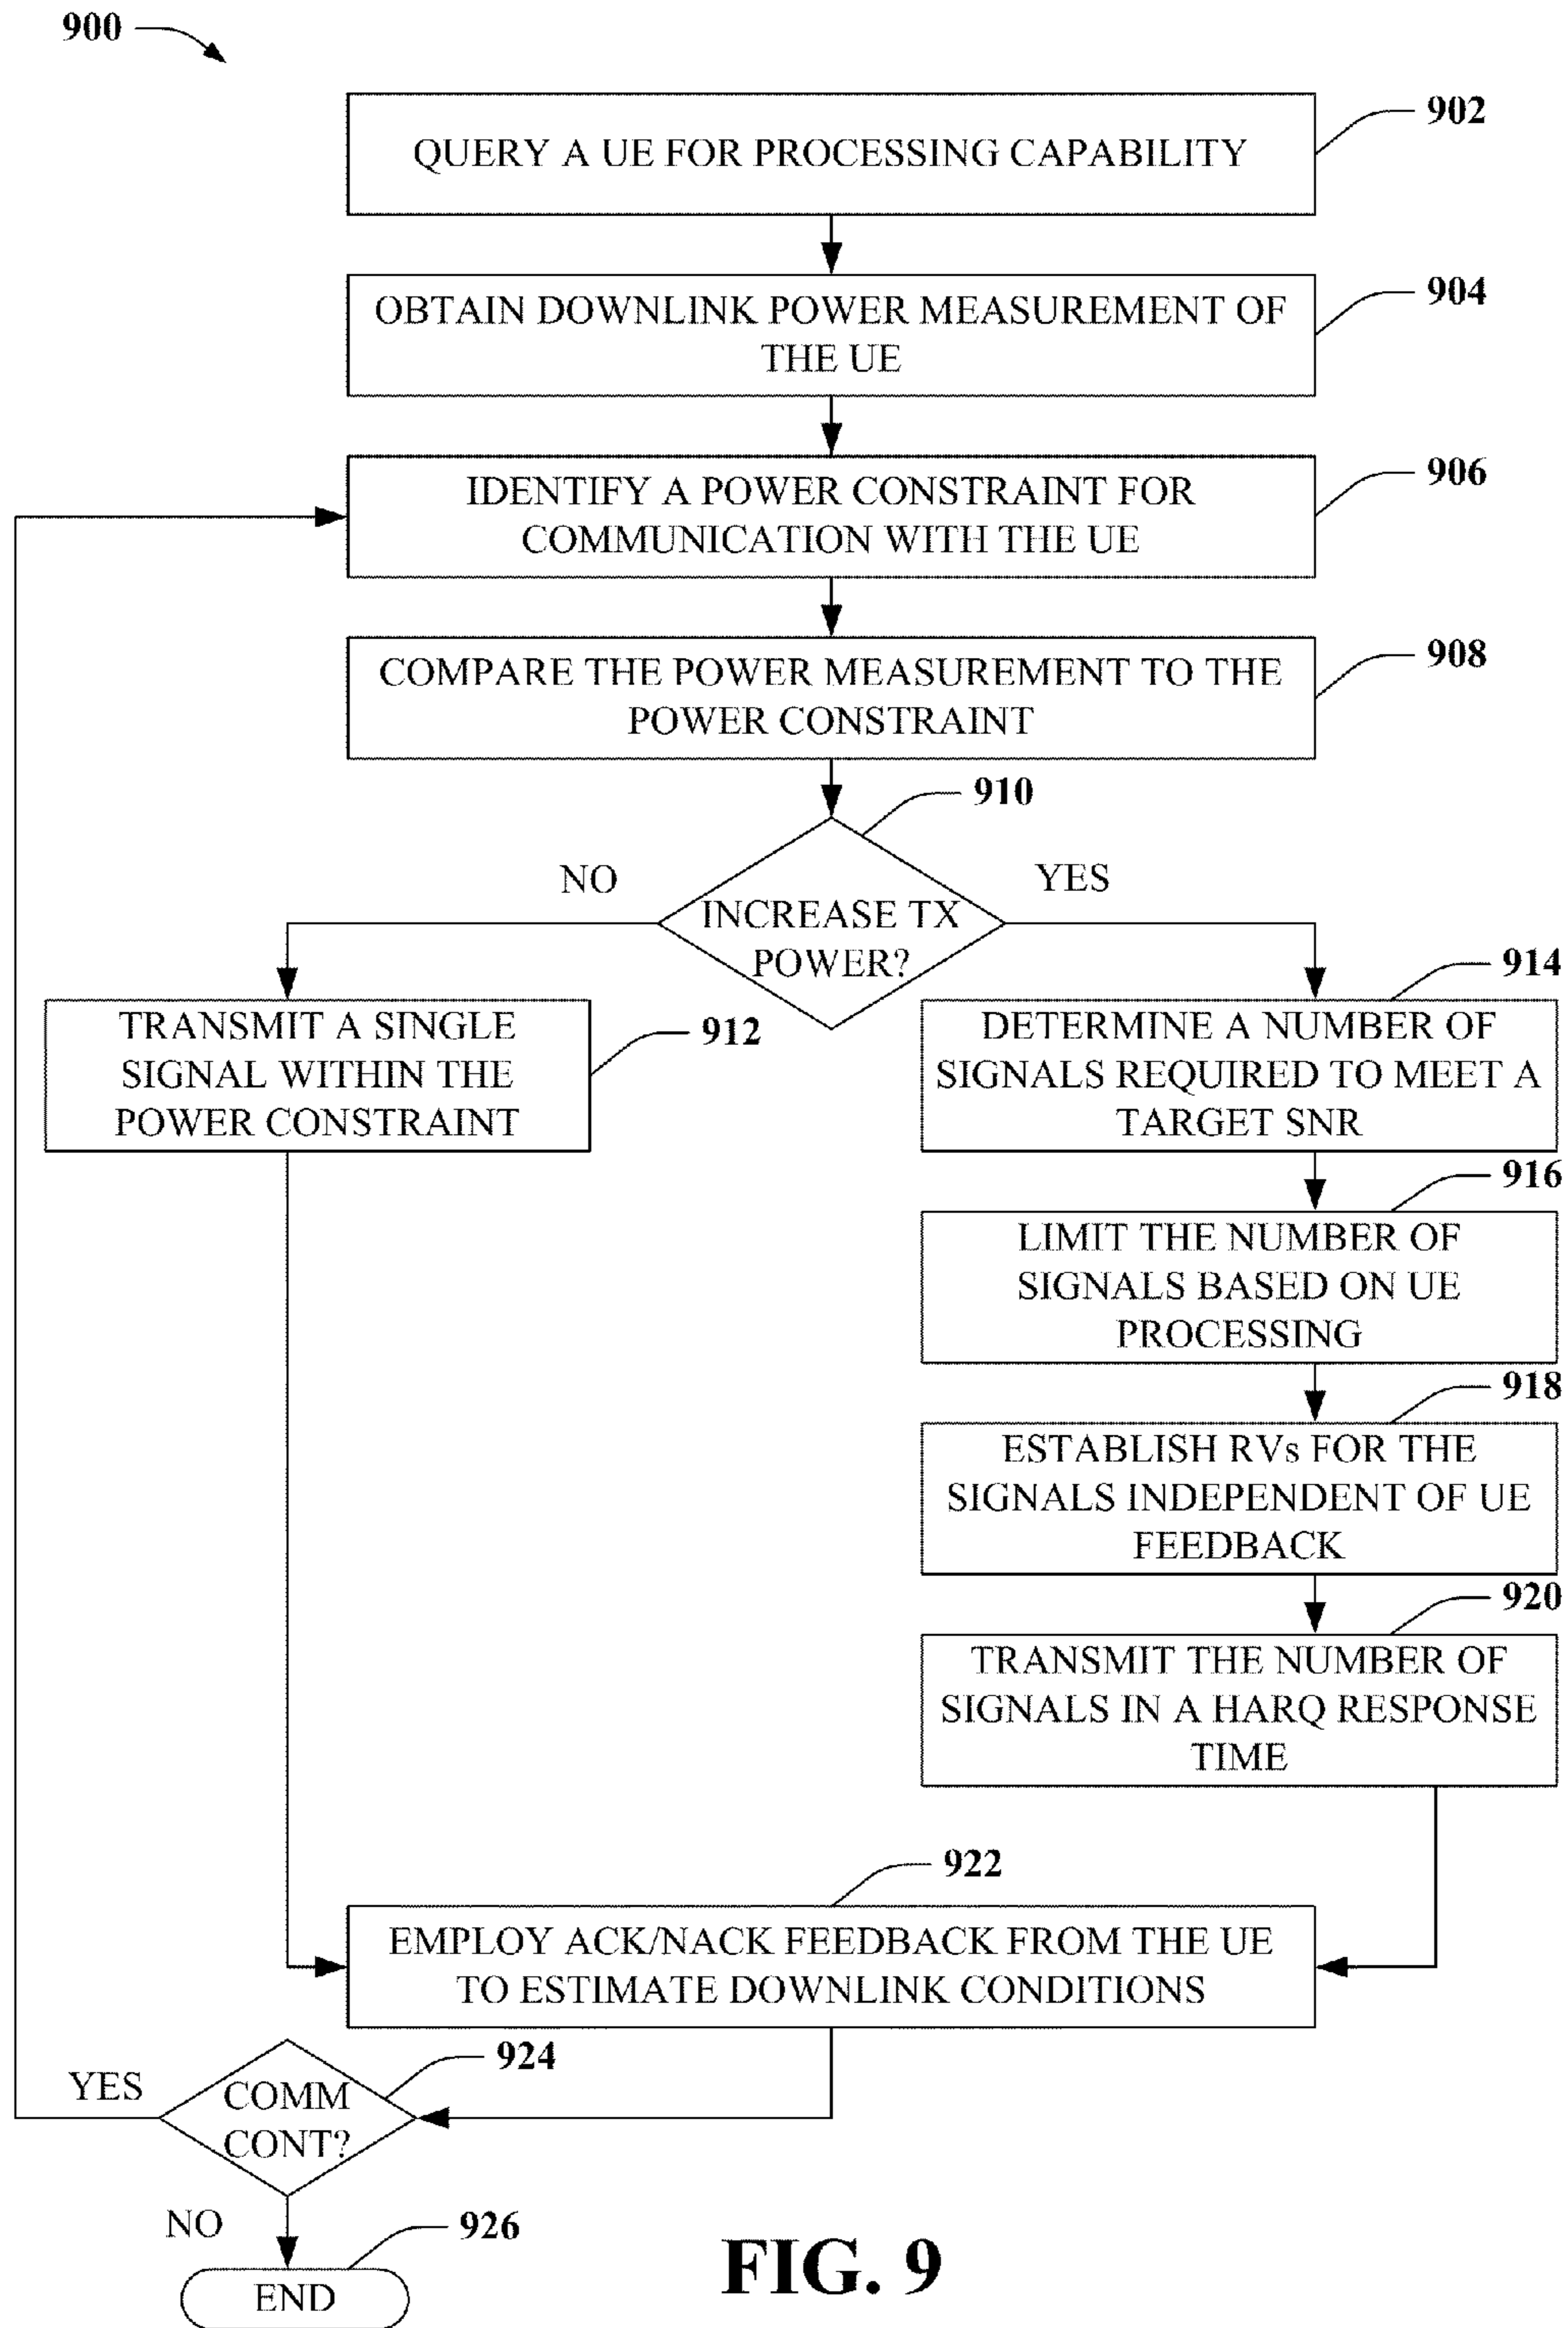 900
902
QUERY A UE FOR PROCESSING CAPABILITY
904
OBTAIN DOWNLINK POWER MEASUREMENT OF
THE UE
906
IDENTIFY A POWER CONSTRAINT FOR
COMMUNICATION WITH THE UE
908
COMPARE THE POWER MEASUREMENT TO THE
POWER CONSTRAINT
910
NO
YES
INCREASE TX
POWER?
912
TRANSMIT A SINGLE
SIGNAL WITHIN THE
POWER CONSTRAINT
914
DETERMINE A NUMBER OF
SIGNALS REQUIRED TO MEET A
TARGET SNR
916
LIMIT THE NUMBER OF
SIGNALS BASED ON UE
PROCESSING
918
ESTABLISH RVs FOR THE
SIGNALS INDEPENDENT OF UE
FEEDBACK
920
TRANSMIT THE NUMBER OF
SIGNALS IN A HARQ RESPONSE
TIME
922
EMPLOY ACK/NACK FEEDBACK FROM THE UE
TO ESTIMATE DOWNLINK CONDITIONS
924
YES
COMM
CONT?
NO
926
END
FIG. 9